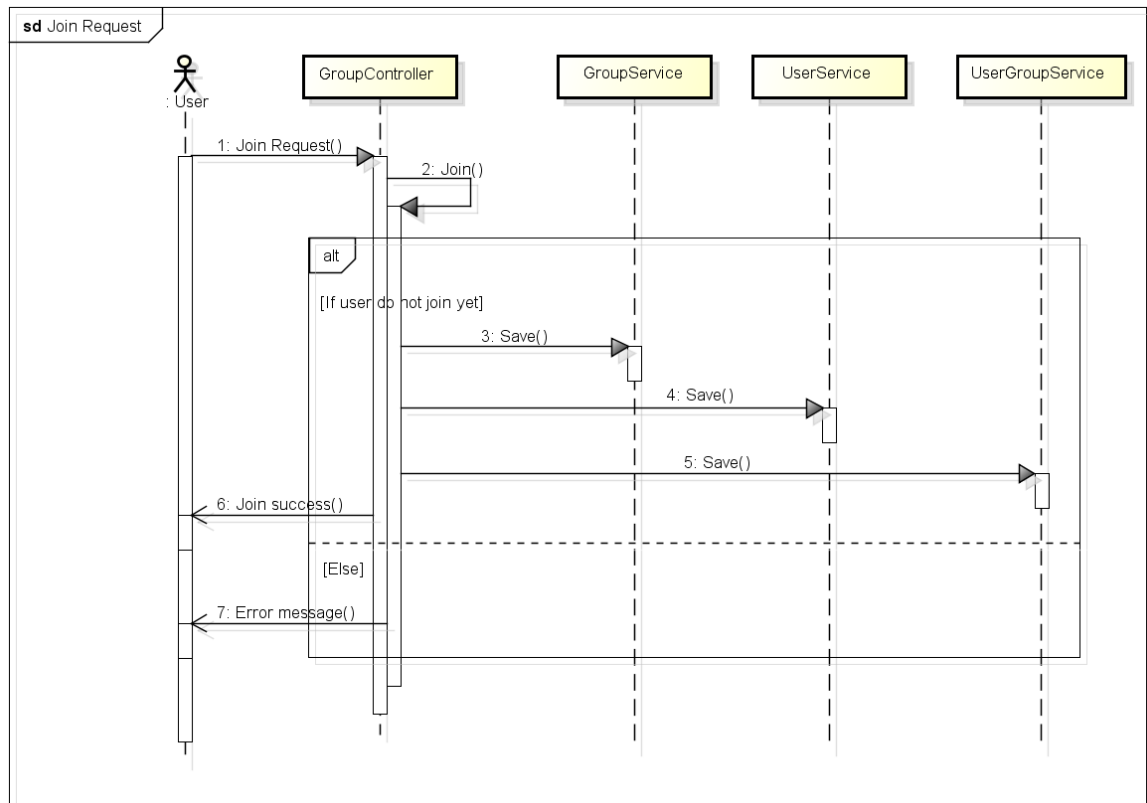 sd Join Request
: User
GroupController
GroupService
UserService
UserGroupService
1: Join Request()
2: Join()
alt
[If user do not join yet]
3: Save()
4: Save()
5: Save()
6: Join success()
[Else]
7: Error message()